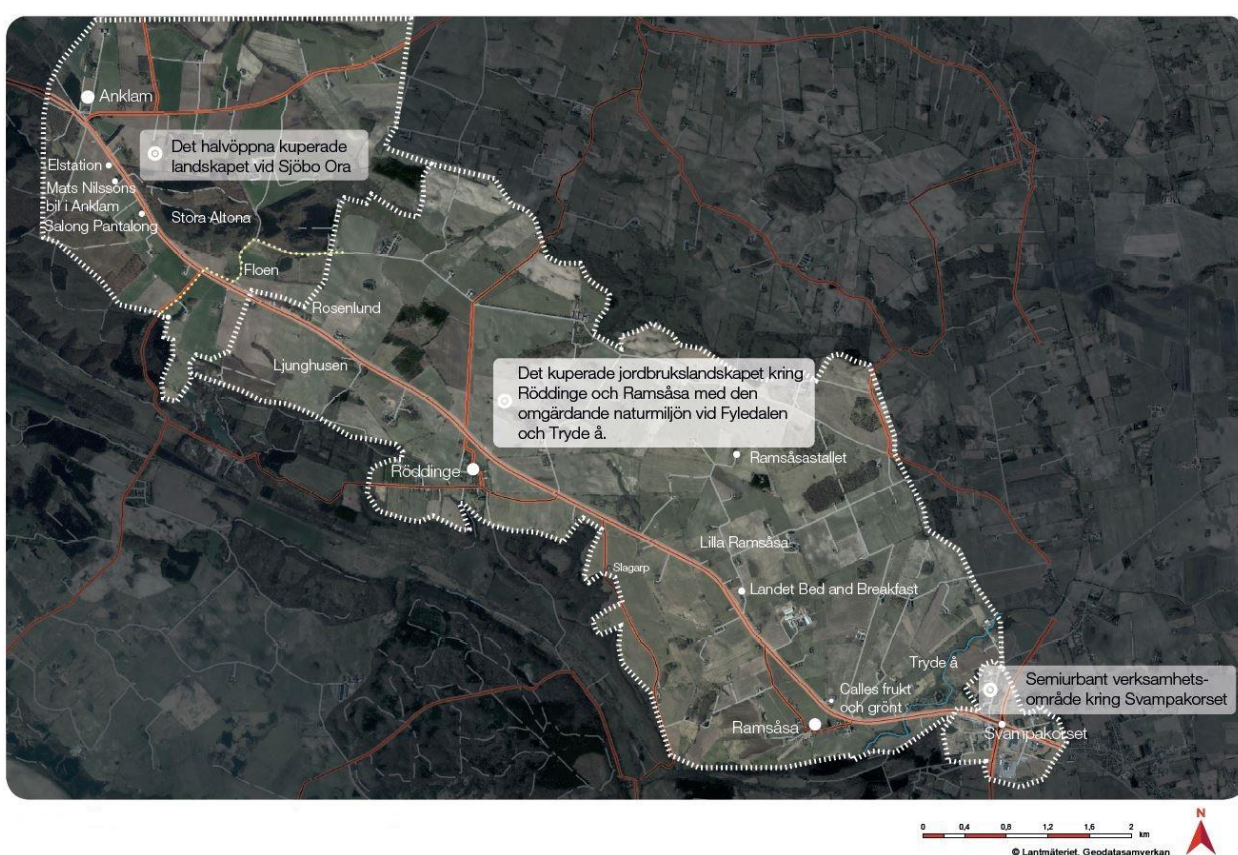 Anklam
Det halvöppna kuperade
landskapet vid Sjöbo Ora
Elstation
Mats Nilssons
bil i Anklam
Salong Pantalong
Stora Altona
Floen
Rosenlund
Ljunghusen
Det kuperade jordbrukslandskapet kring
Röddinge och Ramsåsa med den
omgärdande naturmiljön vid Fyledalen
och Tryde å.
Ramsåsastallet
Röddinge
Lilla Ramsåsa
Slagarp
Landet Bed and Breakfast
Tryde å
Semiurbant verksamhets-
område kring Svampakorset
Calles frukt
och grönt
Ramsåsa
Svampakorset
N
0 0,4 0,8 1,2 1,6 2 km
© Lantmäteriet, Geodatasamverkan